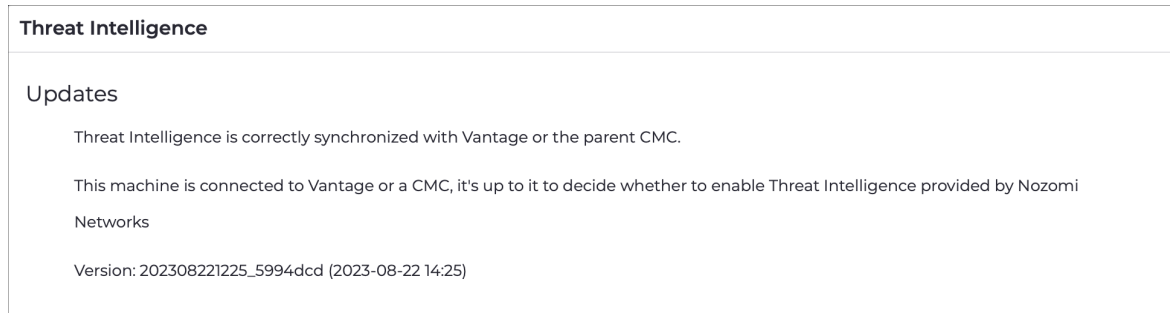 Threat Intelligence
Updates
Threat Intelligence is correctly synchronized with Vantage or the parent CMC.
This machine is connected to Vantage or a CMC, it's up to it to decide whether to enable Threat Intelligence provided by Nozomi
Networks
Version: 202308221225_5994dcd (2023-08-22 14:25)